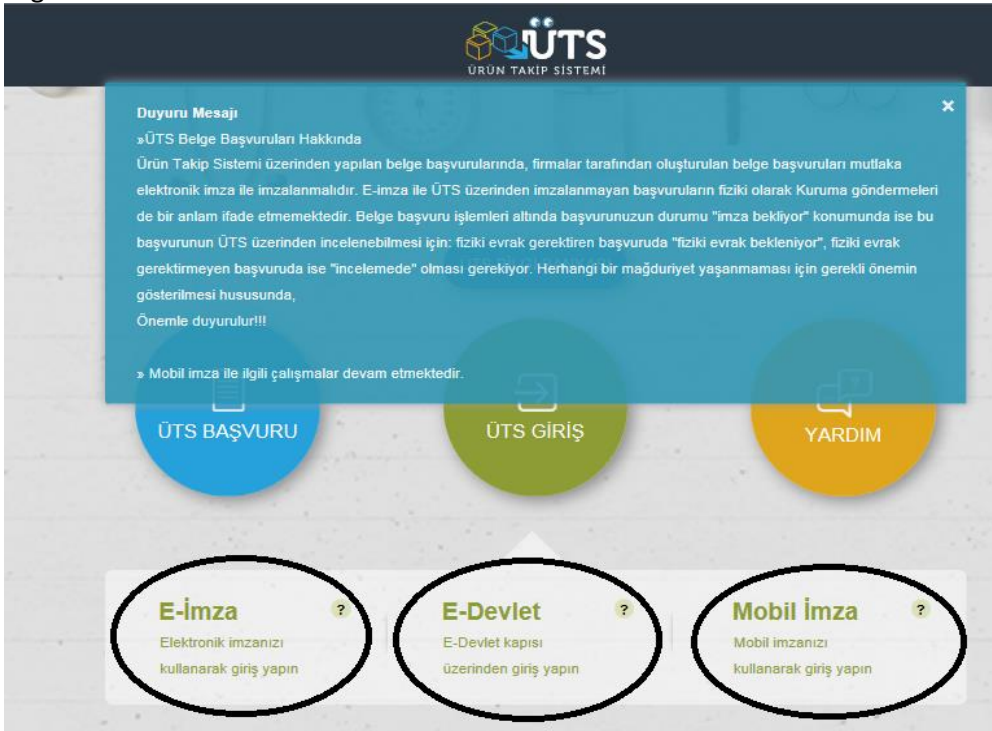 ÜTS
ÜRÜN TAKİP SİSTEMİ
Duyuru Mesajı
×
»ÜTS Belge Başvuruları Hakkında
Ürün Takip Sistemi üzerinden yapılan belge başvurularında, firmalar tarafından oluşturulan belge başvuruları mutlaka
elektronik imza ile imzalanmalıdır. E-imza ile ÜTS üzerinden imzalanmayan başvuruların fiziki olarak Kuruma göndermeleri
de bir anlam ifade etmemektedir. Belge başvuru işlemleri altında başvurunuzun durumu "imza bekliyor" konumunda ise bu
başvurunun ÜTS üzerinden incelenebilmesi için: fiziki evrak gerektiren başvuruda "fiziki evrak bekleniyor", fiziki evrak
gerektirmeyen başvuruda ise "incelemede" olması gerekiyor. Herhangi bir mağduriyet yaşanmaması için gerekli önemin
gösterilmesi hususunda,
Önemle duyurulur!!!
» Mobil imza ile ilgili çalışmalar devam etmektedir.
ÜTS BAŞVURU
ÜTS GİRİŞ
YARDIM
E-İmza ?
Elektronik imzanızı
kullanarak giriş yapın
E-Devlet ?
E-Devlet kapısı
üzerinden giriş yapın
Mobil İmza ?
Mobil imzanızı
kullanarak giriş yapın